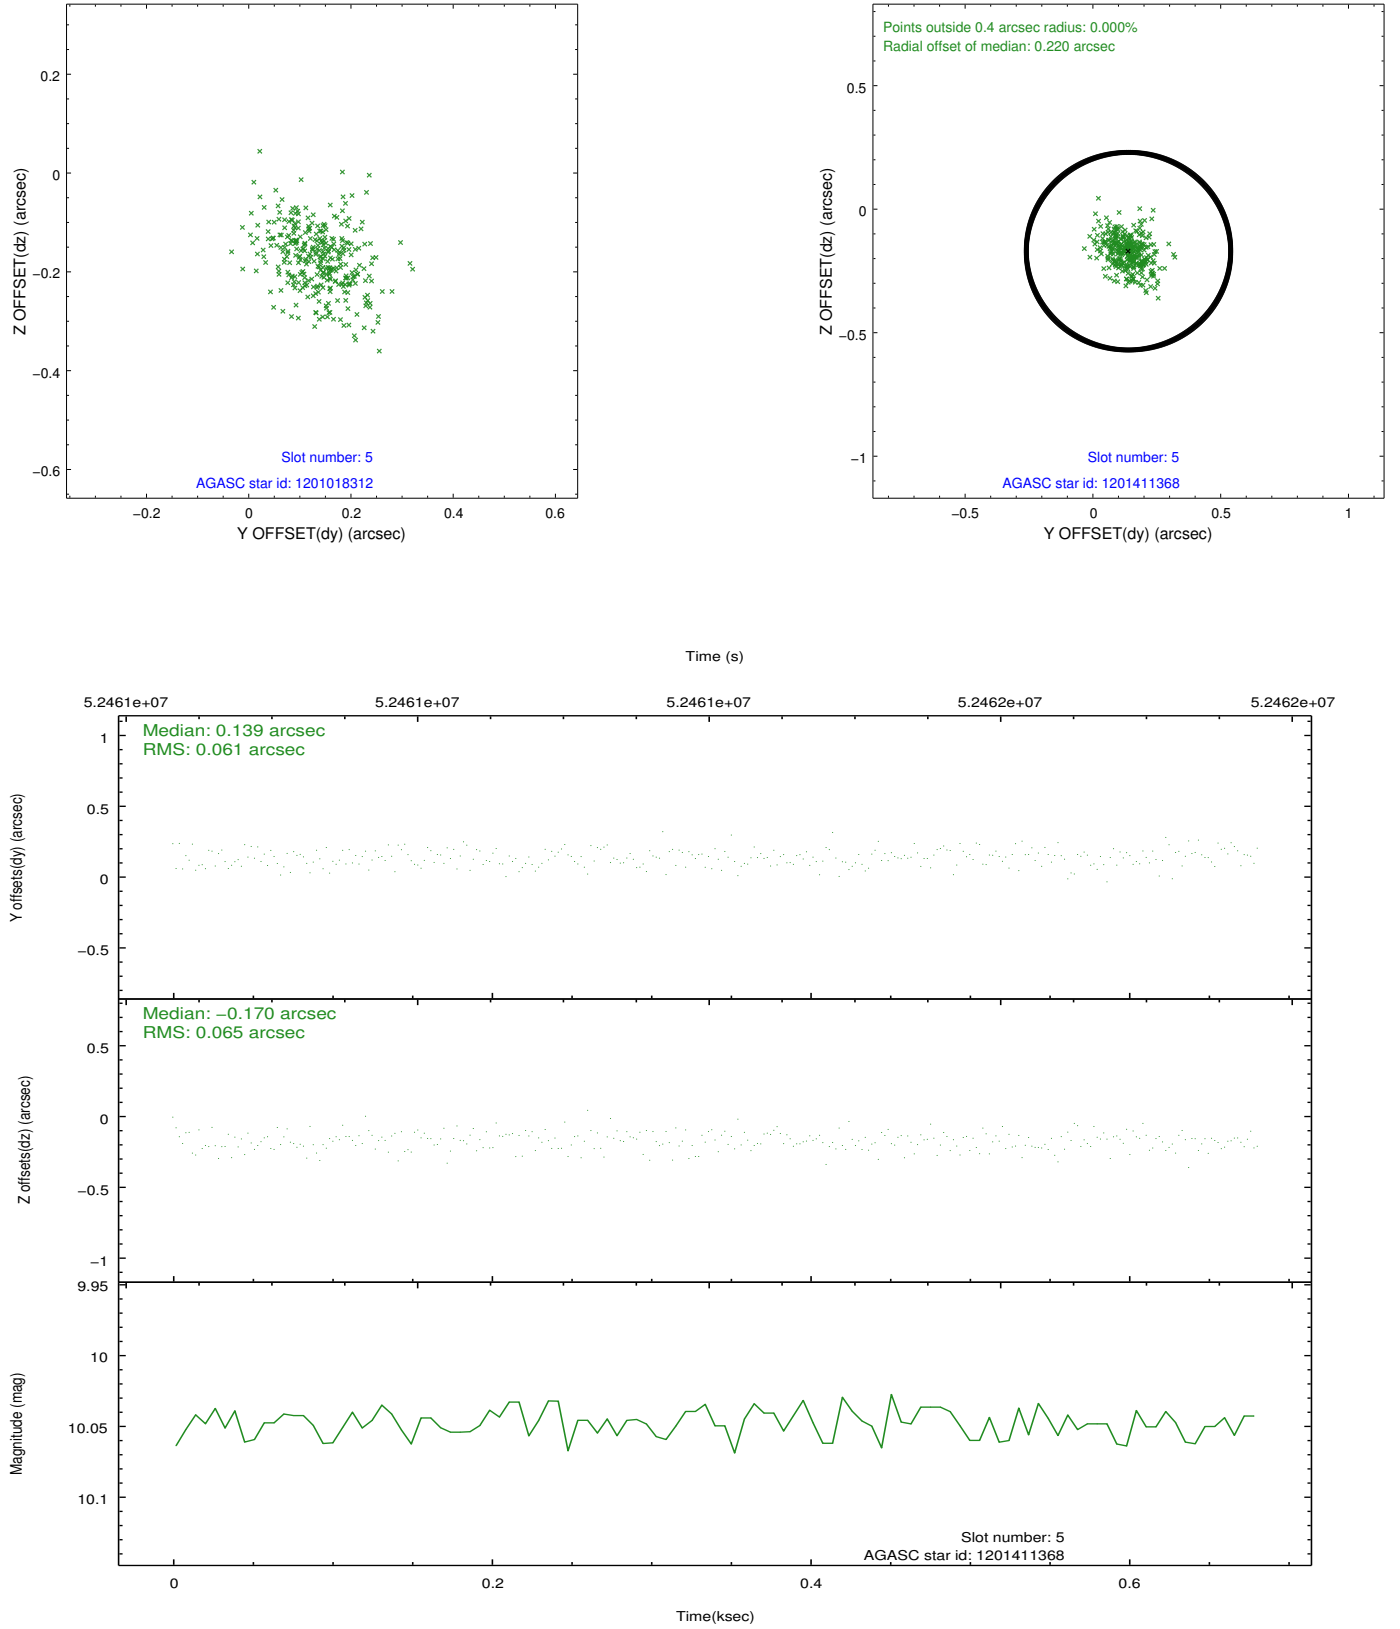 0.2
0
−0.2
−0.4
−0.6
Z OFFSET(dz) (arcsec)
Slot number: 5
AGASC star id: 1201018312
−0.2 0 0.2 0.4 0.6
Y OFFSET(dy) (arcsec)
Points outside 0.4 arcsec radius: 0.000%
Radial offset of median: 0.220 arcsec
0.5
0
−0.5
−1
Z OFFSET(dz) (arcsec)
Slot number: 5
AGASC star id: 1201411368
−0.5 0 0.5 1
Y OFFSET(dy) (arcsec)
Time (s)
5.2461e+07 5.2461e+07 5.2461e+07 5.2462e+07 5.2462e+07
Median: 0.139 arcsec
RMS: 0.061 arcsec
1
0.5
0
−0.5
Y offsets(dy) (arcsec)
Median: −0.170 arcsec
RMS: 0.065 arcsec
0.5
0
−0.5
−1
Z offsets(dz) (arcsec)
9.95
10
10.05
10.1
Magnitude (mag)
Slot number: 5
AGASC star id: 1201411368
0 0.2 0.4 0.6
Time(ksec)